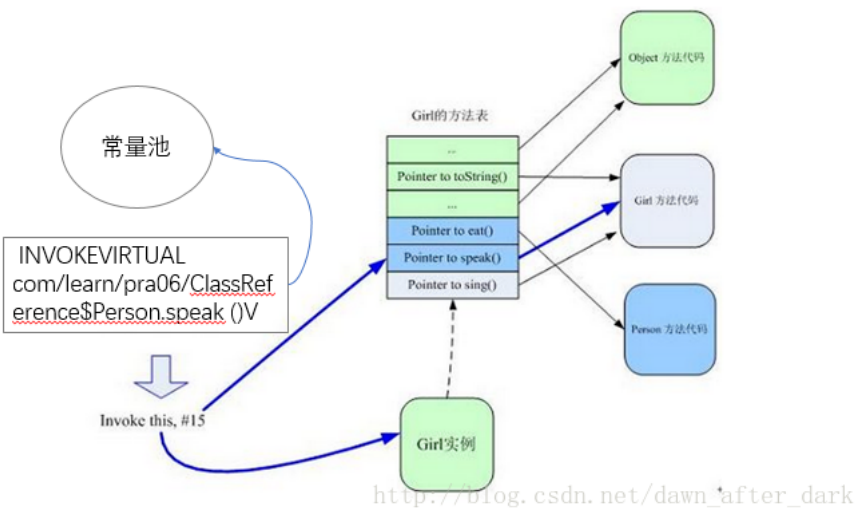 Object 方法代码
Girl的方法表
常量池
...
Pointer to toString()
...
Girl 方法代码
Pointer to eat()
INVOKEVIRTUAL
com/learn/pra06/ClassRef
erence$Person.speak ()V
Pointer to speak()
Pointer to sing()
Person 方法代码
Invoke this, #15
Girl实例
http://blog.csdn.net/dawn_after_dark